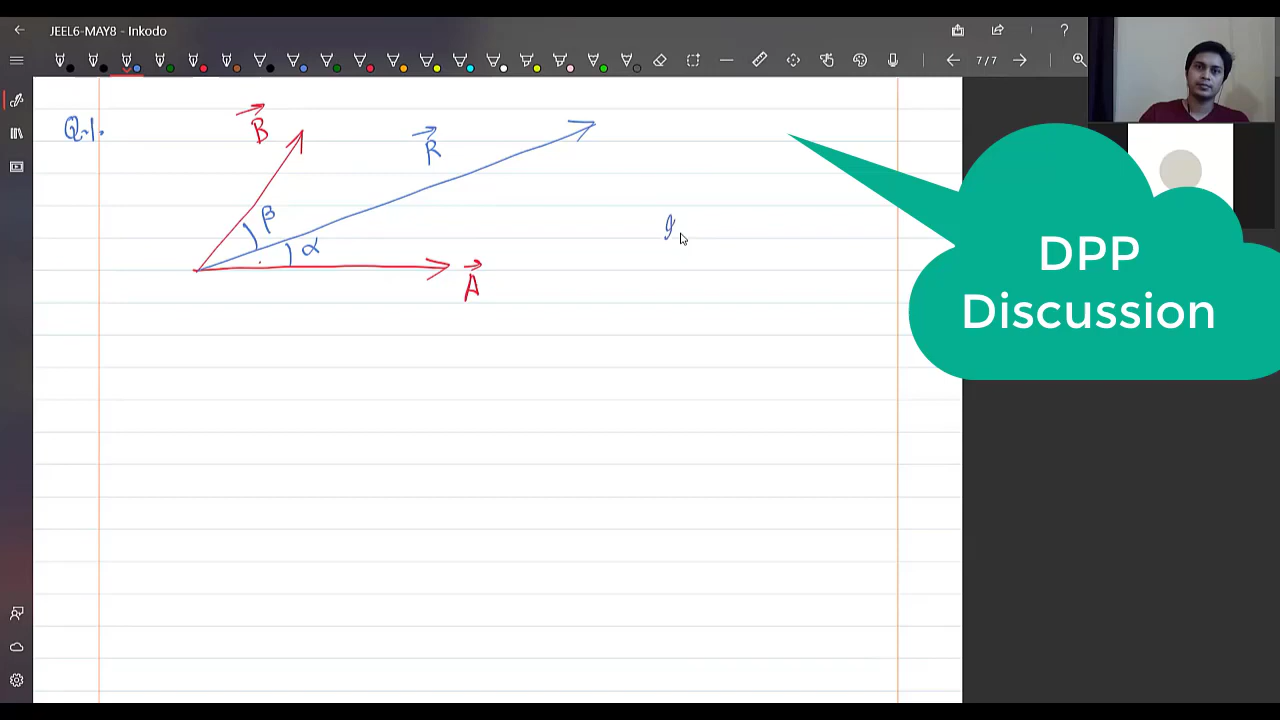 JEEL6-MAY8 - Inkodo
7/7
Q.1.
B
R
β
α
A
DPP
Discussion